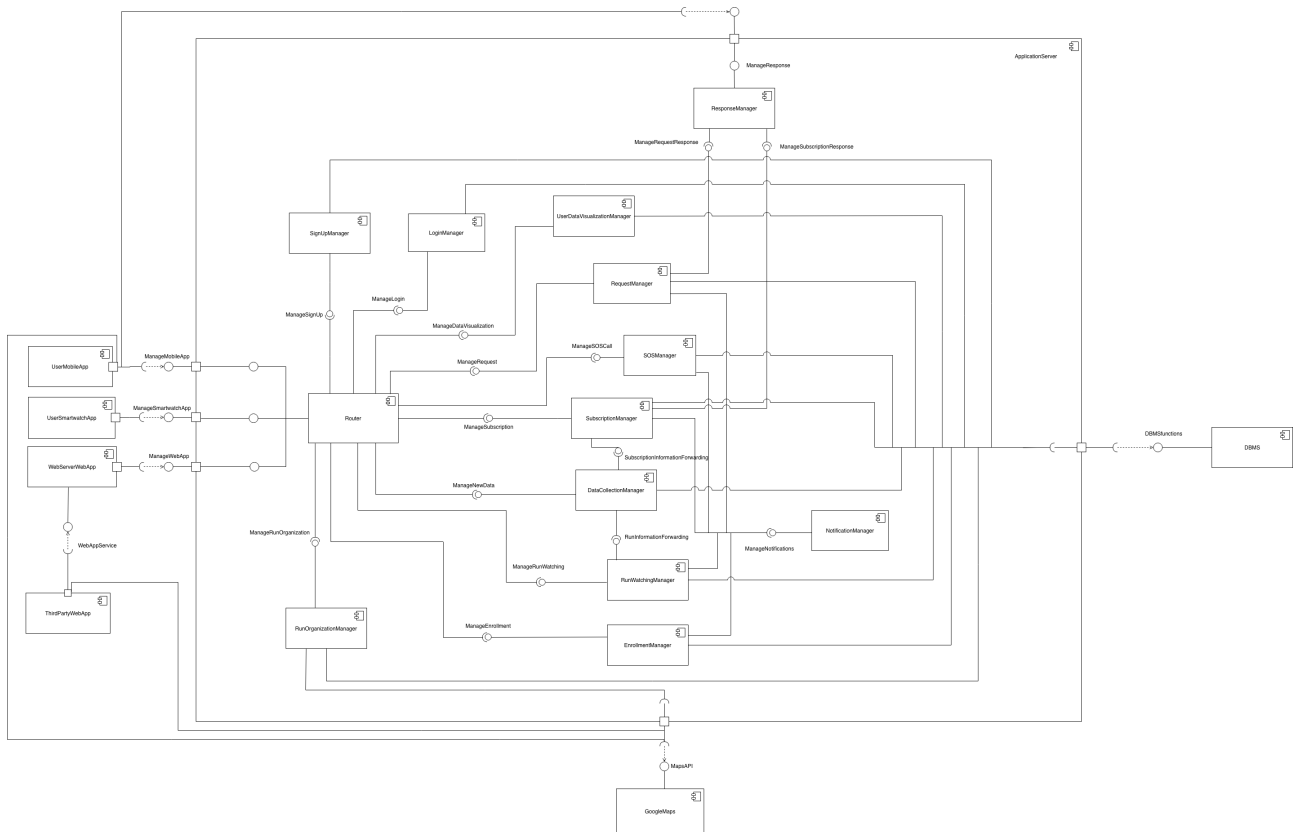 ApplicationServer
ManageResponse
ResponseManager
ManageRequestResponse
ManageSubscriptionResponse
UserDataVisualizationManager
SignUpManager
LoginManager
RequestManager
ManageLogin
ManageSignUp
ManageDataVisualization
ManageSOSCall
ManageMobileApp
SOSManager
ManageRequest
UserMobileApp
ManageSmartwatchApp
UserSmartwatchApp
Router
SubscriptionManager
ManageSubscription
DBMSfunctions
DBMS
ManageWebApp
SubscriptionInformationForwarding
WebServerWebApp
ManageNewData
DataCollectionManager
ManageRunOrganization
RunInformationForwarding
NotificationManager
WebAppService
ManageNotifications
ManageRunWatching
RunWatchingManager
ThirdPartyWebApp
ManageEnrollment
RunOrganizationManager
EnrollmentManager
MapsAPI
GoogleMaps